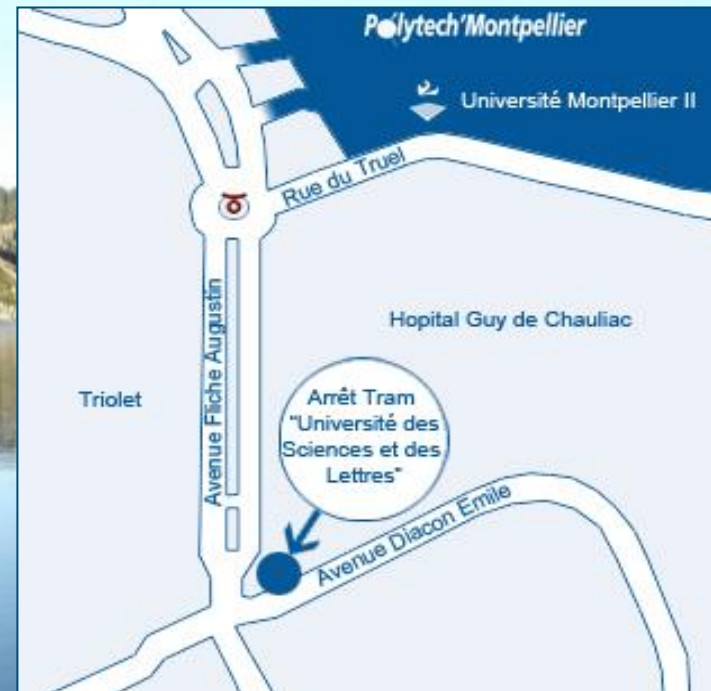 Polytech'Montpellier
Université Montpellier II
Rue du Truel
Hopital Guy de Chauliac
Avenue Fliche Augustin
Triolet
Arrêt Tram
"Université des
Sciences et des
Lettres"
Avenue Diacon Emile